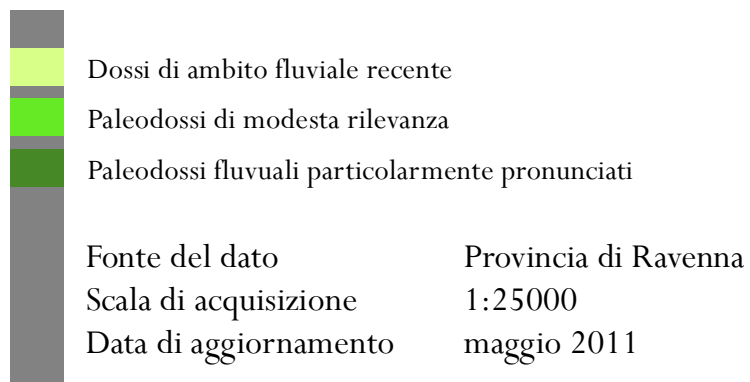 Dossi di ambito fluviale recente
Paleodossi di modesta rilevanza
Paleodossi fluvuali particolarmente pronunciati
Fonte del dato Provincia di Ravenna
Scala di acquisizione 1:25000
Data di aggiornamento maggio 2011